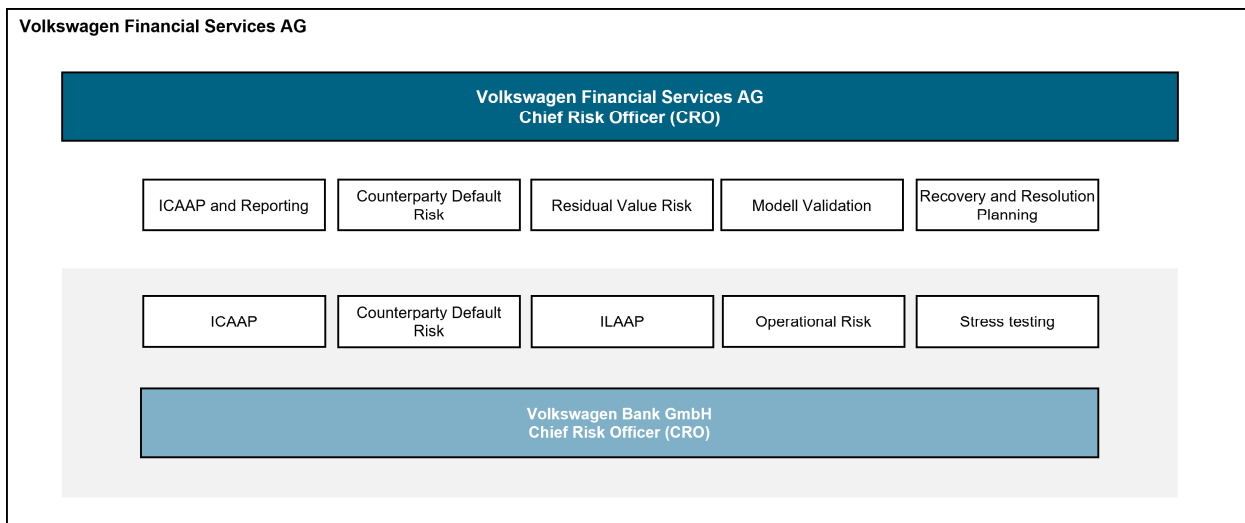 Volkswagen Financial Services AG
Volkswagen Financial Services AG
Chief Risk Officer (CRO)
ICAAP and Reporting
Counterparty Default
Risk
Residual Value Risk
Modell Validation
Recovery and Resolution
Planning
ICAAP
Counterparty Default
Risk
ILAAP
Operational Risk
Stress testing
Volkswagen Bank GmbH
Chief Risk Officer (CRO)